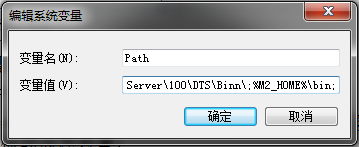 编辑系统变量
变量名(N):
Path
变量值(V):
Server\100\DTS\Binn\;%M2_HOME%\bin;
确定
取消